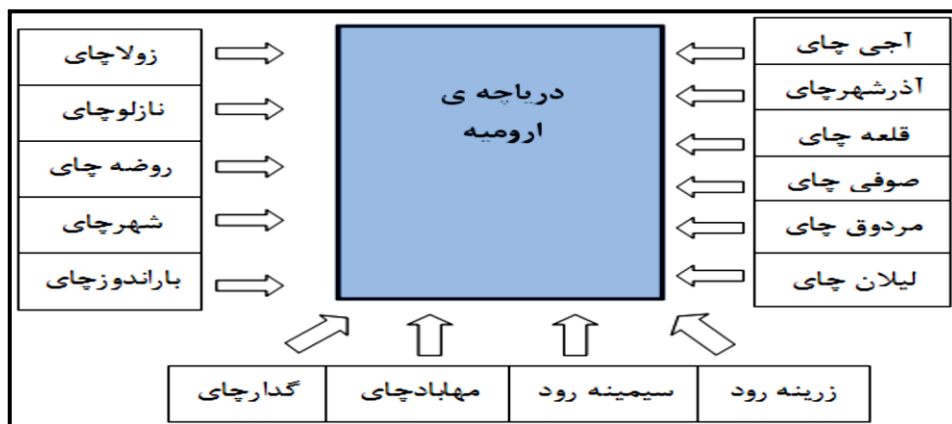 دریاچه ی
ارومیه
آجی چای
آذرشهرچای
قلعه چای
صوفی چای
مردوق چای
لیلان چای
زولاچای
نازلوچای
روضه چای
شهرچای
باراندوزچای
زرینه رود
سیمینه رود
مهابادچای
گدارچای